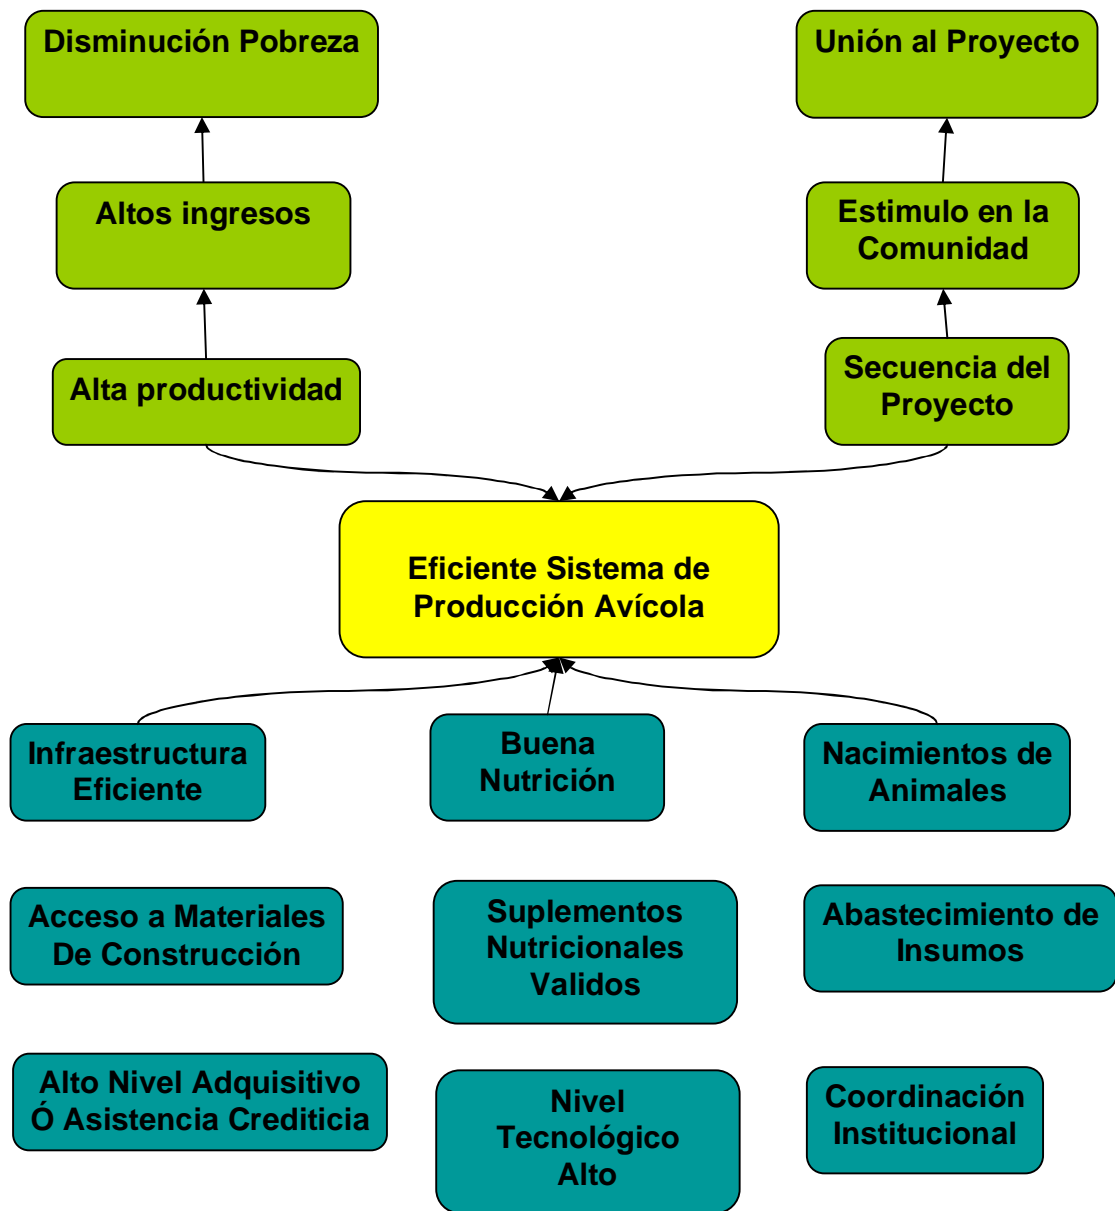 Disminución Pobreza
Unión al Proyecto
Altos ingresos
Estimulo en la
Comunidad
Alta productividad
Secuencia del
Proyecto
Eficiente Sistema de
Producción Avícola
Infraestructura
Eficiente
Buena
Nutrición
Nacimientos de
Animales
Acceso a Materiales
De Construcción
Suplementos
Nutricionales
Validos
Abastecimiento de
Insumos
Alto Nivel Adquisitivo
Ó Asistencia Crediticia
Nivel
Tecnológico
Alto
Coordinación
Institucional